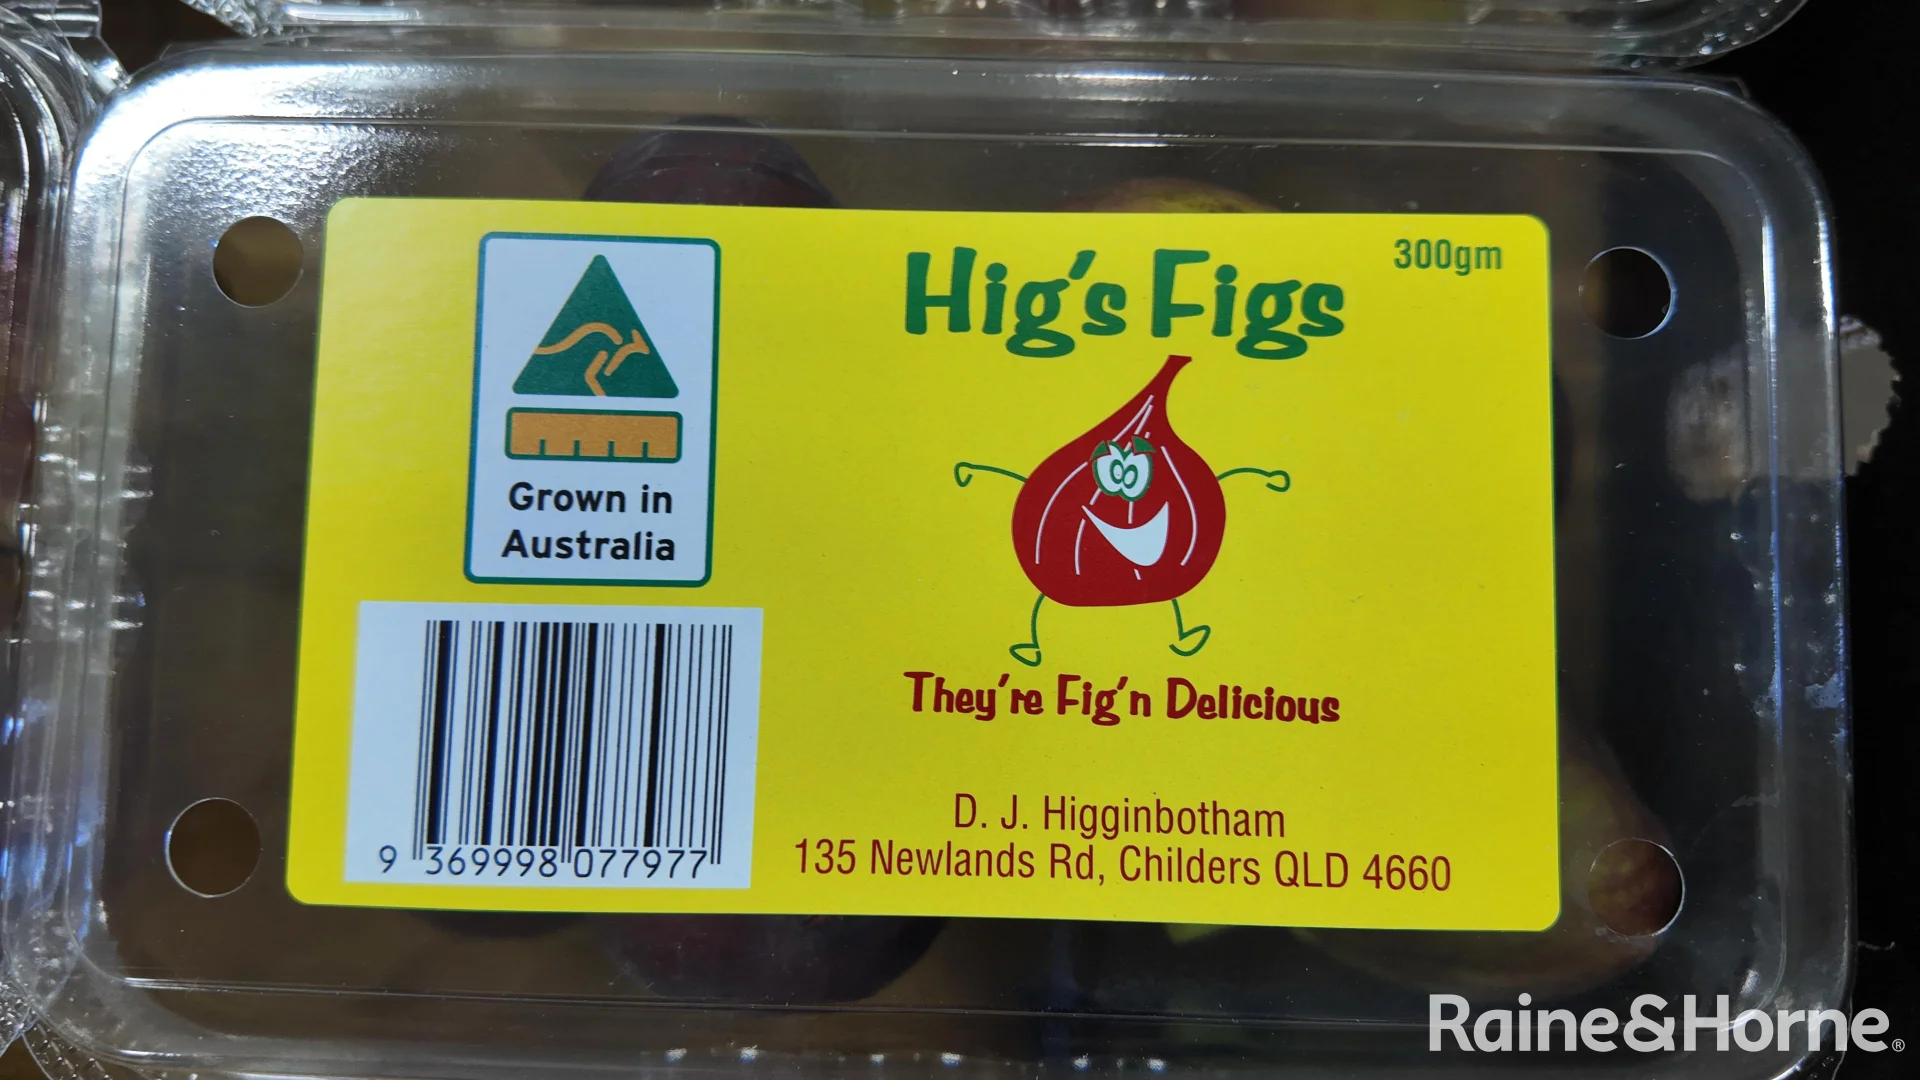 Hig's Figs
300gm
Grown in
Australia
They're Fig'n Delicious
D. J. Higginbotham
135 Newlands Rd, Childers QLD 4660
9 369998 077977
Raine&Horne®